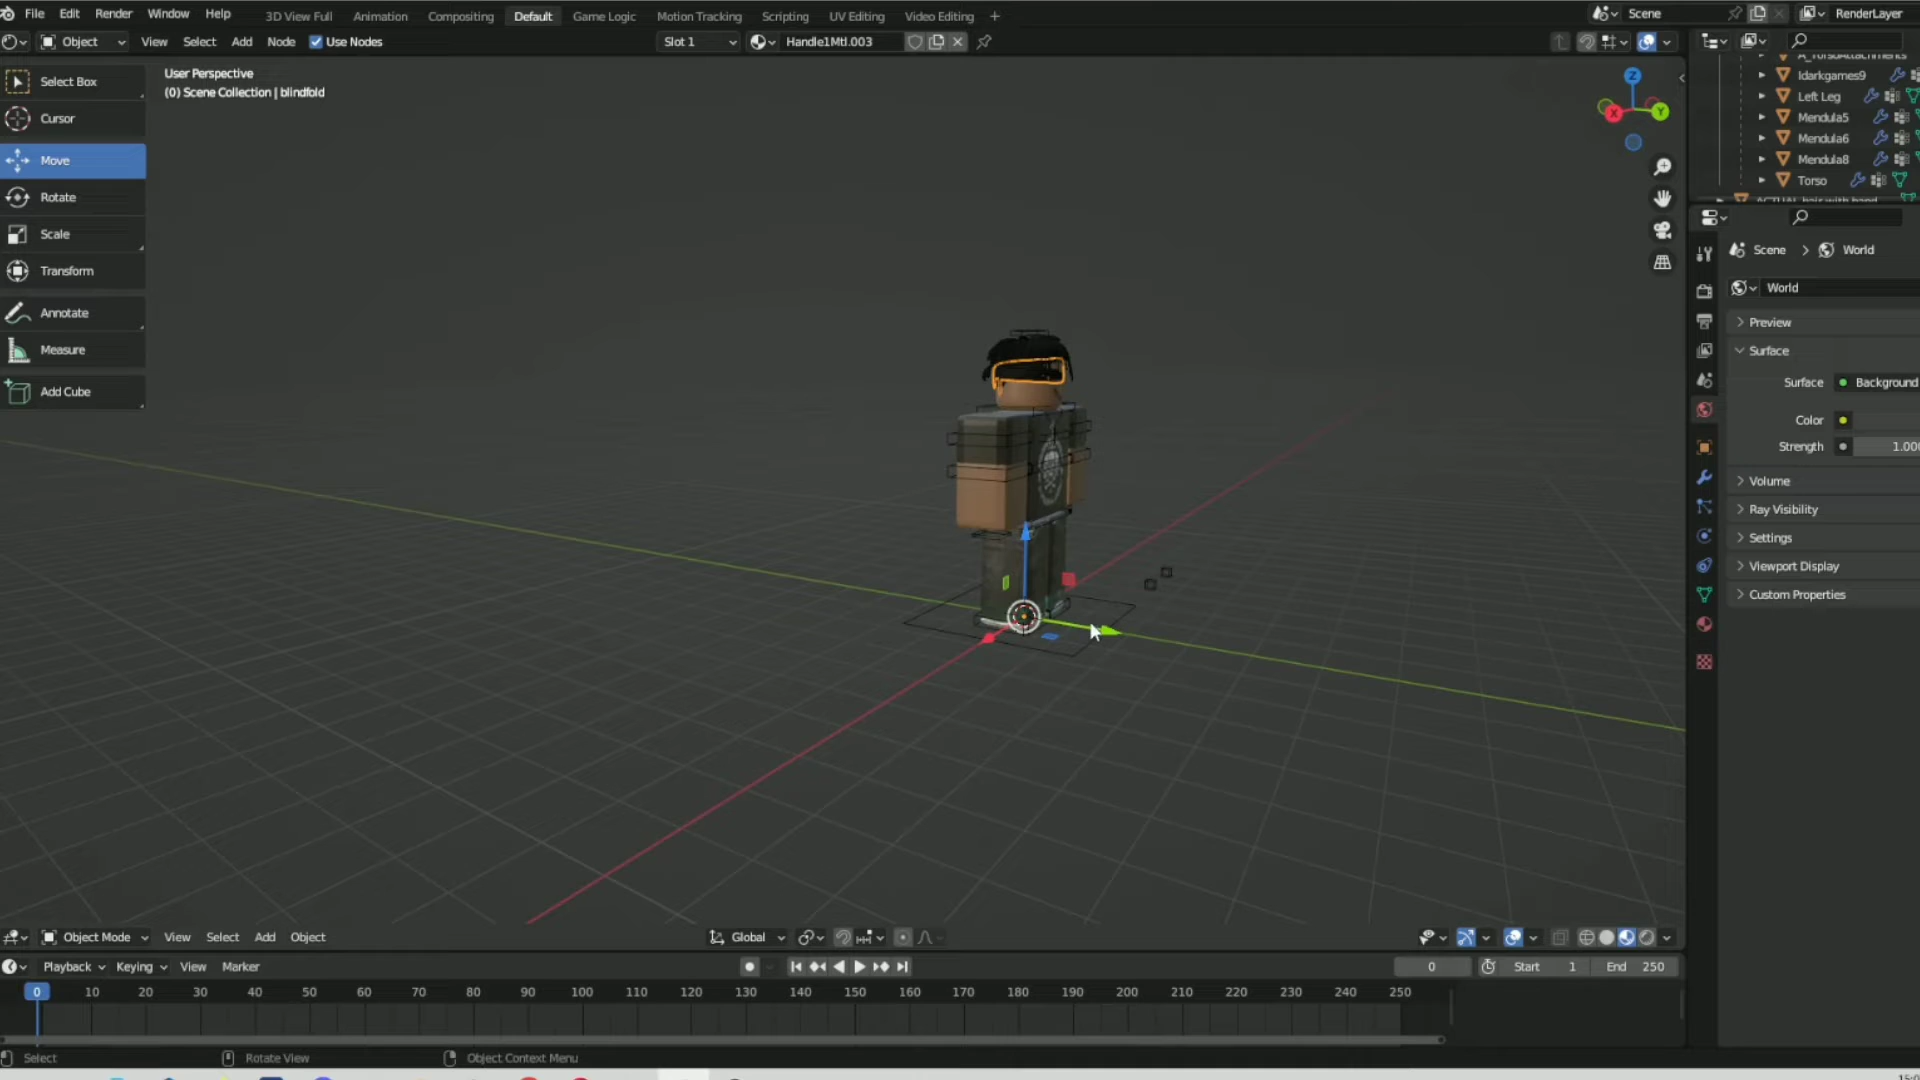 File Edit Render Window Help 3D View Full Animation Compositing Default Game Logic Motion Tracking Scripting UV Editing Video Editing + Scene RenderLayer
Object View Select Add Node Use Nodes Slot 1 Handle1Mtl.003
Select Box
Cursor
Move
Rotate
Scale
Transform
Annotate
Measure
Add Cube
User Perspective
(0) Scene Collection | blindfold
Z
X
Y
A_TorsoAttachments
Idarkgames9
Left Leg
Mendula5
Mendula6
Mendula8
Torso
Scene > World
World
Preview
Surface
Surface Background
Color
Strength 1.000
Volume
Ray Visibility
Settings
Viewport Display
Custom Properties
Object Mode View Select Add Object Global
Playback Keying View Marker 0 Start 1 End 250
0 10 20 30 40 50 60 70 80 90 100 110 120 130 140 150 160 170 180 190 200 210 220 230 240 250
Select Rotate View Object Context Menu